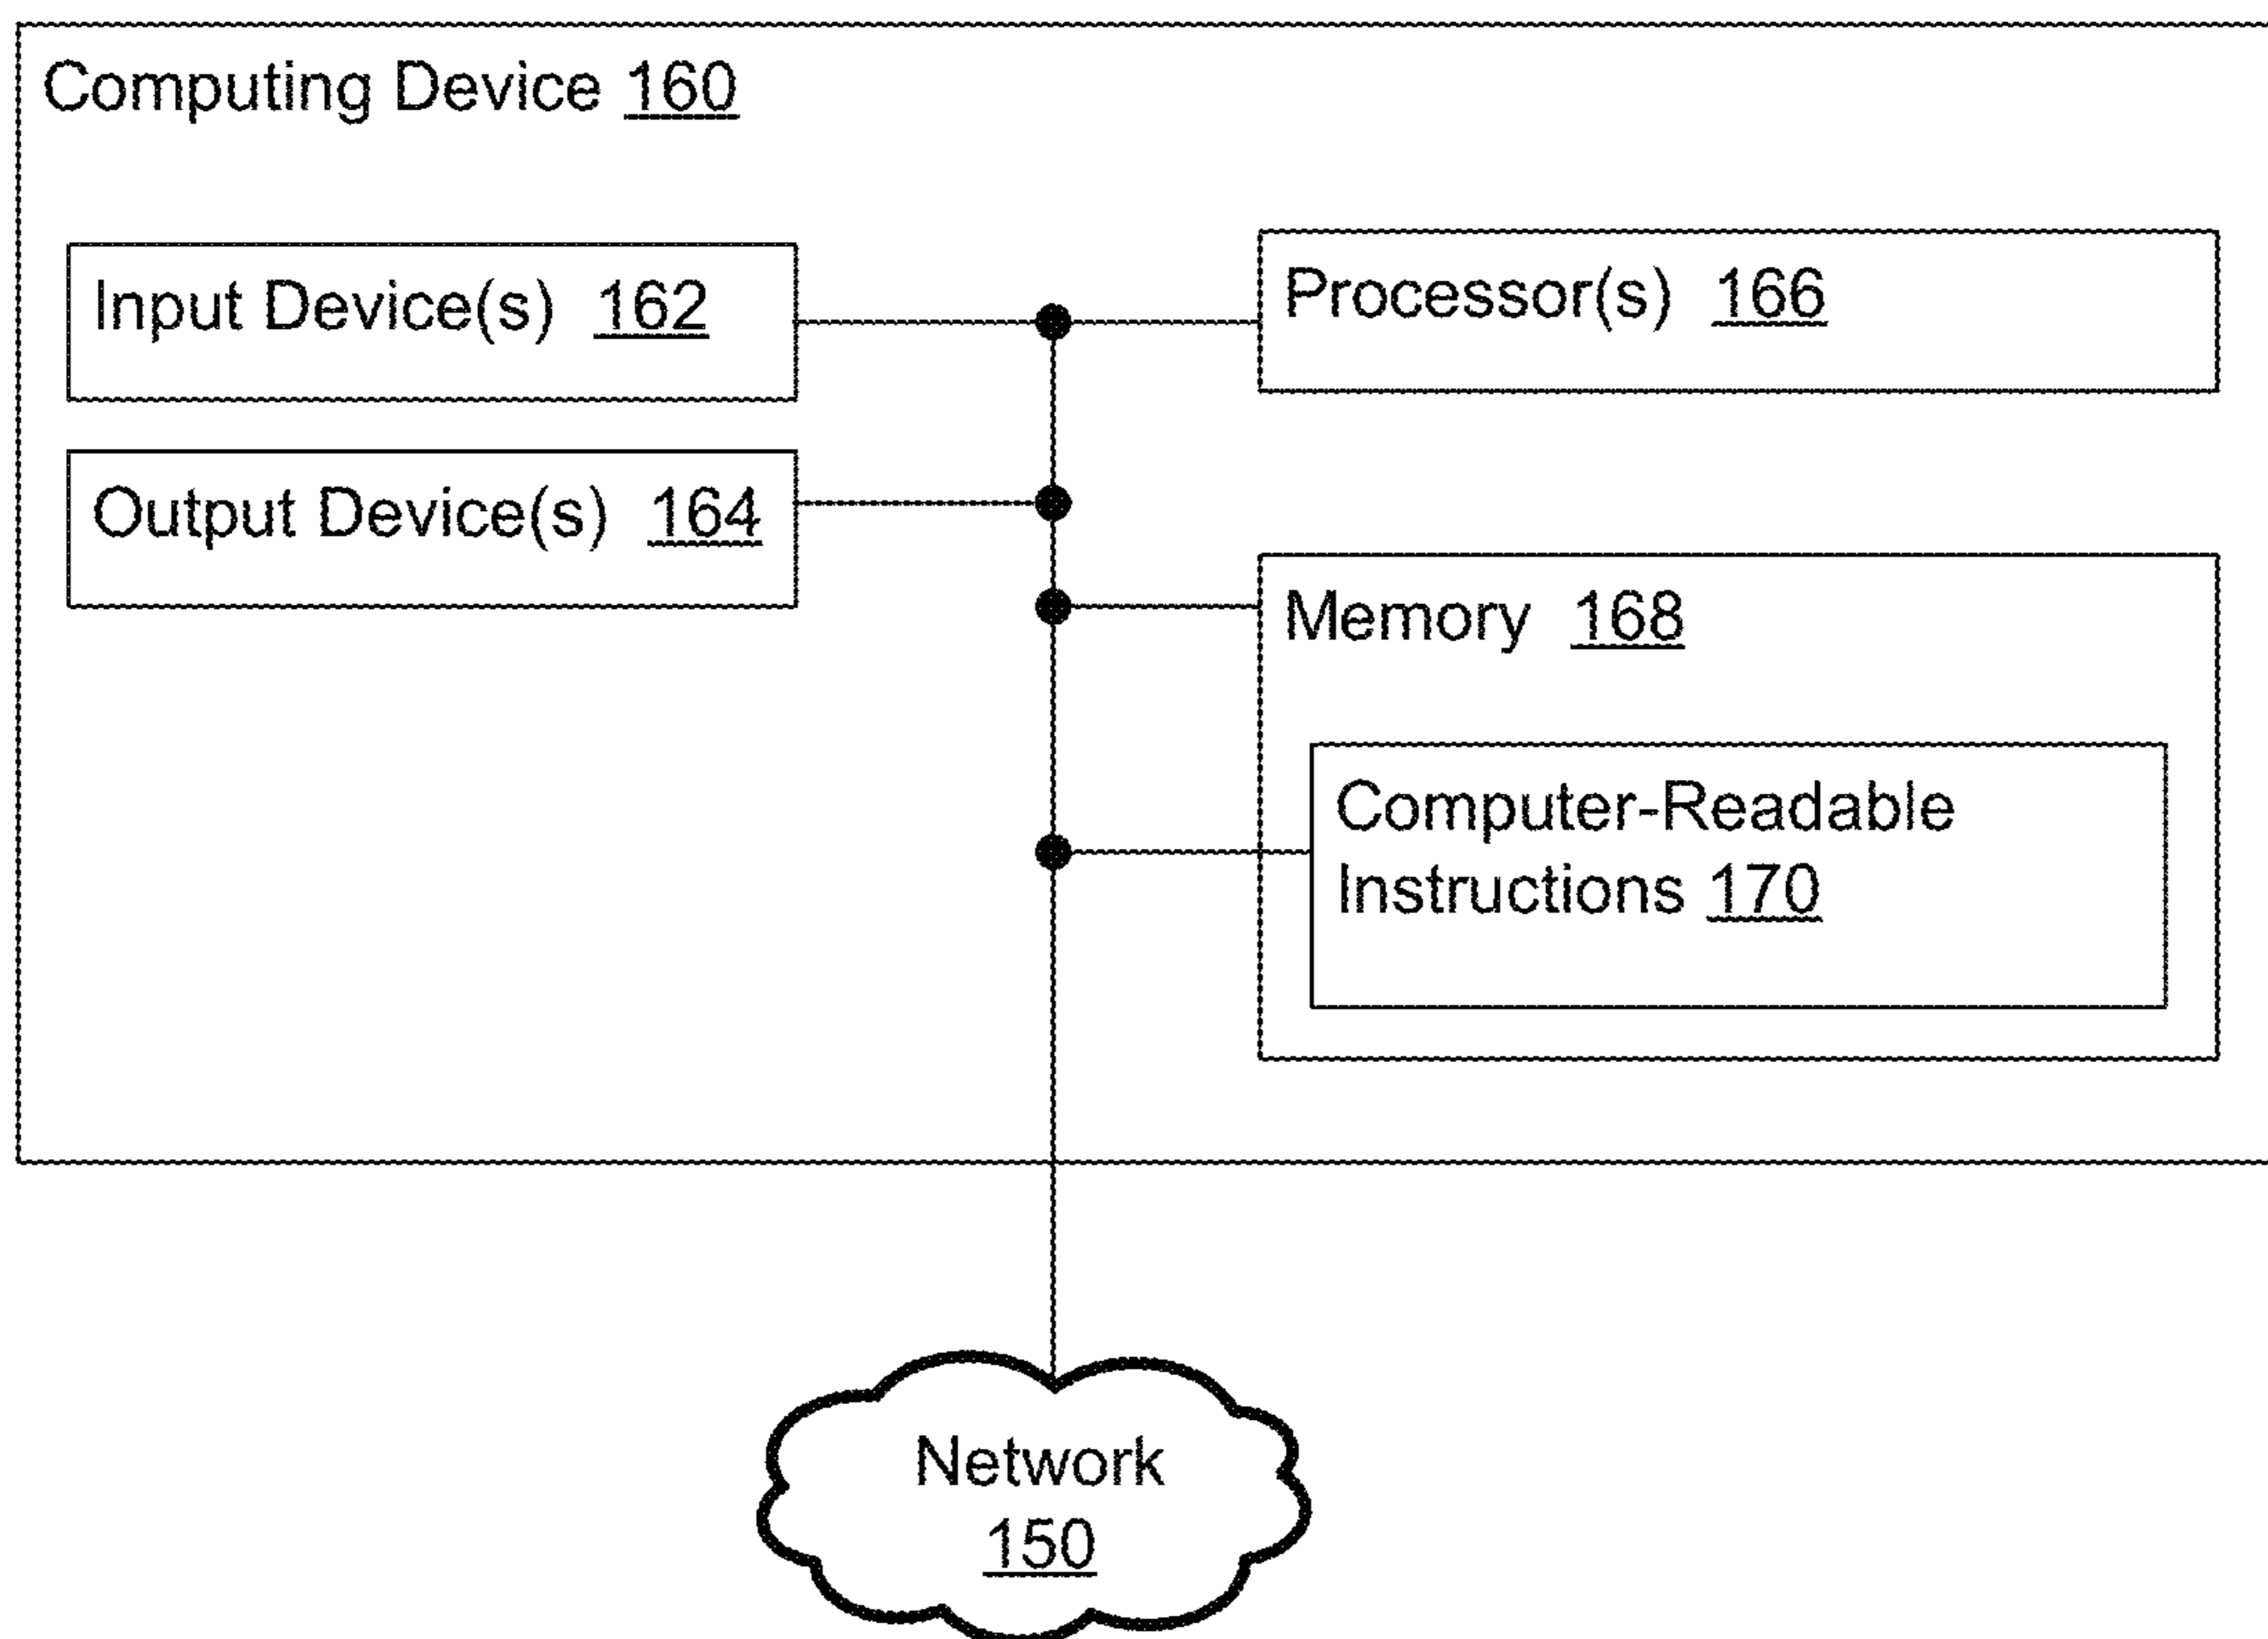 Computing Device 160
Input Device(s) 162
Processor(s) 166
Output Device(s) 164
Memory 168
Computer-Readable
Instructions 170
Network
150